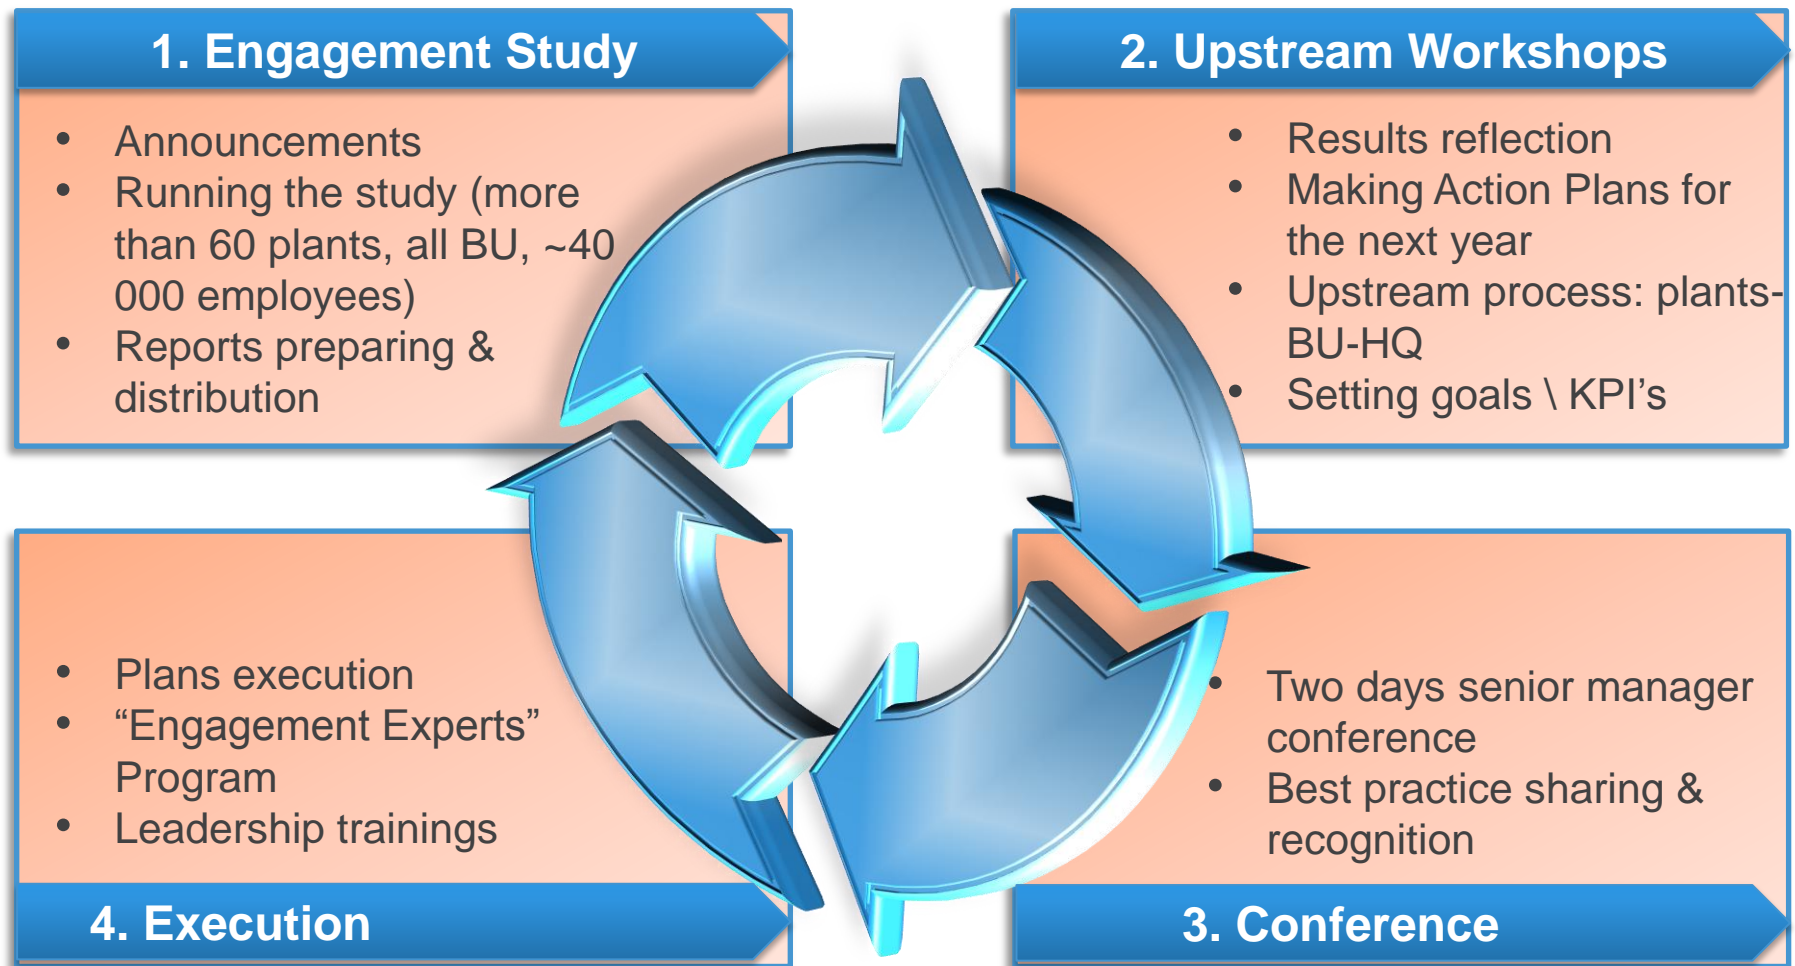 1. Engagement Study
• Announcements
• Running the study (more
than 60 plants, all BU, ~40
000 employees)
• Reports preparing &
distribution
2. Upstream Workshops
• Results reflection
• Making Action Plans for
the next year
• Upstream process: plants-
BU-HQ
• Setting goals \ KPI’s
• Two days senior manager
conference
• Best practice sharing &
recognition
3. Conference
• Plans execution
• “Engagement Experts”
Program
• Leadership trainings
4. Execution